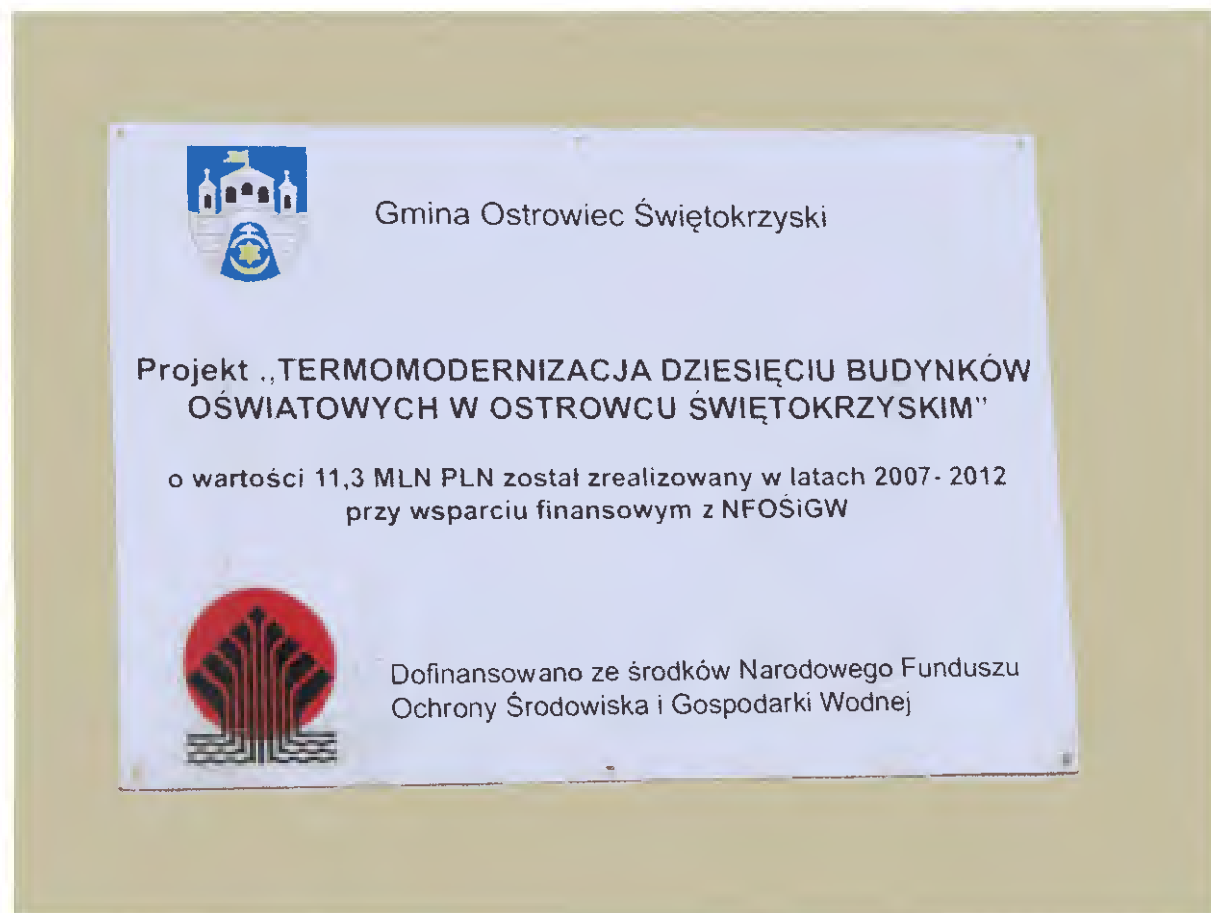 Gmina Ostrowiec Świętokrzyski
Projekt ,,TERMOMODERNIZACJA DZIESIĘCIU BUDYNKÓW
OŚWIATOWYCH W OSTROWCU ŚWIĘTOKRZYSKIM"
o wartości 11,3 MLN PLN został zrealizowany w latach 2007- 2012
przy wsparciu finansowym z NFOŚiGW
Dofinansowano ze środków Narodowego Funduszu
Ochrony Środowiska i Gospodarki Wodnej